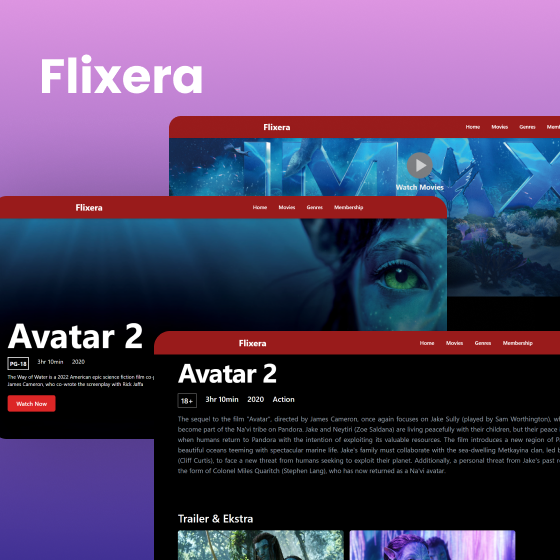 Flixera
Flixera Home Movies Genres
IMAX
Watch Movies
Flixera Home Movies Genres Membership
Avatar 2
PG-18 3hr 10min 2020
The Way of Water is a 2022 American epic science fiction film co
James Cameron, who co-wrote the screenplay with Rick Jaffa
Watch Now
Flixera Home Movies Genres Membership
Avatar 2
18+ 3hr 10min 2020 Action
The sequel to the film "Avatar", directed by James Cameron, once again focuses on Jake Sully (played by Sam Worthington),
become part of the Na'vi tribe on Pandora. Jake and Neytiri (Zoe Saldana) are living peacefully with their children, but their peace
when humans return to Pandora with the intention of exploiting its valuable resources. The film introduces a new region of
beautiful oceans teeming with spectacular marine life. Jake's family must collaborate with the sea-dwelling Metkayina clan, led
(Cliff Curtis), to face a new threat from humans seeking to exploit their planet. Additionally, a personal threat from Jake's past
the form of Colonel Miles Quaritch (Stephen Lang), who has now returned as a Na'vi avatar.
Trailer & Ekstra